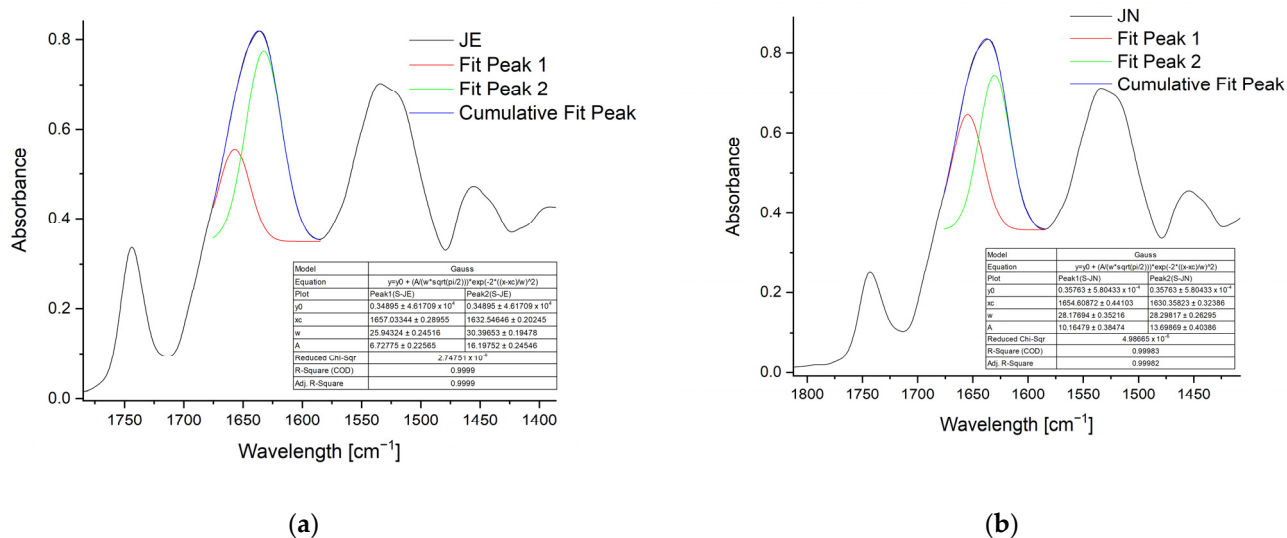 JE
Fit Peak 1
Fit Peak 2
Cumulative Fit Peak
0.8
0.6
0.4
0.2
0.0
Absorbance
1750 1700 1650 1600 1550 1500 1450 1400
Wavelength [cm−1]
Model Gauss
Equation y=y0 + (A/(w*sqrt(pi/2)))*exp(-2*((x-xc)/w)^2)
Plot Peak1(S-JE) Peak2(S-JE)
y0 0.34895 ± 4.61709 x 10 0.34895 ± 4.61709 x 10
xc 1657.03344 ± 0.28955 1632.54646 ± 0.20245
w 25.94324 ± 0.24516 30.39653 ± 0.19478
A 6.72775 ± 0.22565 16.19752 ± 0.24546
Reduced Chi-Sqr 2.74751 x 10
R-Square (COD) 0.9999
Adj. R-Square 0.9999
(a)
JN
Fit Peak 1
Fit Peak 2
Cumulative Fit Peak
0.8
0.6
0.4
0.2
0.0
Absorbance
1800 1750 1700 1650 1600 1550 1500 1450
Wavelength [cm−1]
Model Gauss
Equation y=y0 + (A/(w*sqrt(pi/2)))*exp(-2*((x-xc)/w)^2)
Plot Peak1(S-JN) Peak2(S-JN)
y0 0.35763 ± 5.80433 x 10-4 0.35763 ± 5.80433 x 10-4
xc 1654.60872 ± 0.44103 1630.35823 ± 0.32386
w 28.17694 ± 0.35216 28.29817 ± 0.26295
A 10.16479 ± 0.38474 13.69869 ± 0.40386
Reduced Chi-Sqr 4.98665 x 10
R-Square (COD) 0.99983
Adj. R-Square 0.99982
(b)